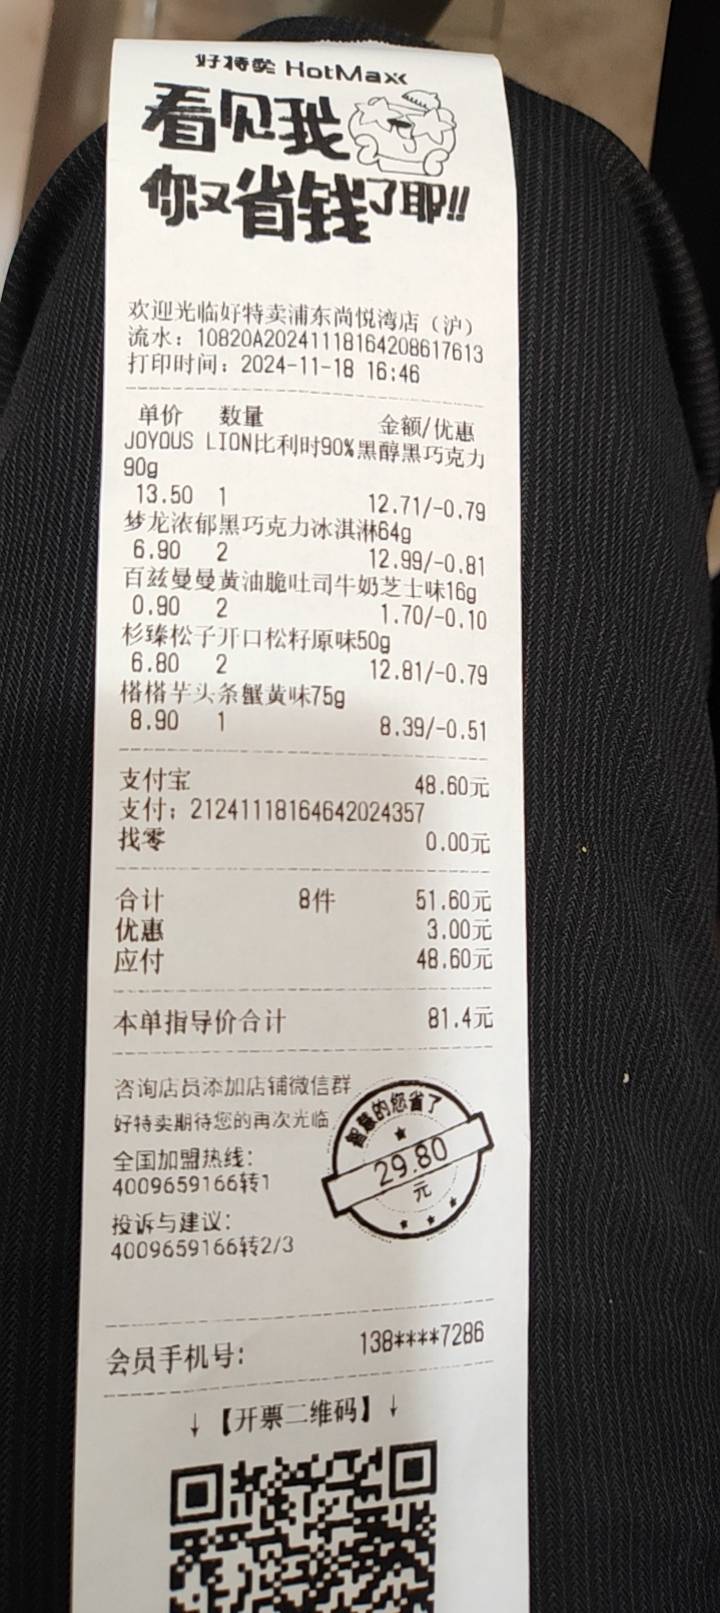 好特卖 HotMaxx
看见我
你又省钱了耶!!
欢迎光临好特卖浦东尚悦湾店（沪）
流水：10820A20241118164208617613
打印时间：2024-11-18 16:46
单价 数量 金额/优惠
JOYOUS LION比利时90%黑醇黑巧克力
90g
13.50 1 12.71/-0.79
梦龙浓郁黑巧克力冰淇淋64g
6.90 2 12.99/-0.81
百兹曼曼黄油脆吐司牛奶芝士味16g
0.90 2 1.70/-0.10
杉臻松子开口松籽原味50g
6.80 2 12.81/-0.79
榙榙芋头条蟹黄味75g
8.90 1 8.39/-0.51
支付宝 48.60元
支付：21241118164642024357
找零 0.00元
合计 8件 51.60元
优惠 3.00元
应付 48.60元
本单指导价合计 81.4元
咨询店员添加店铺微信群
好特卖期待您的再次光临
智慧的您省了
29.80
元
全国加盟热线：
4009659166转1
投诉与建议：
4009659166转2/3
会员手机号: 138****7286
↓【开票二维码】↓